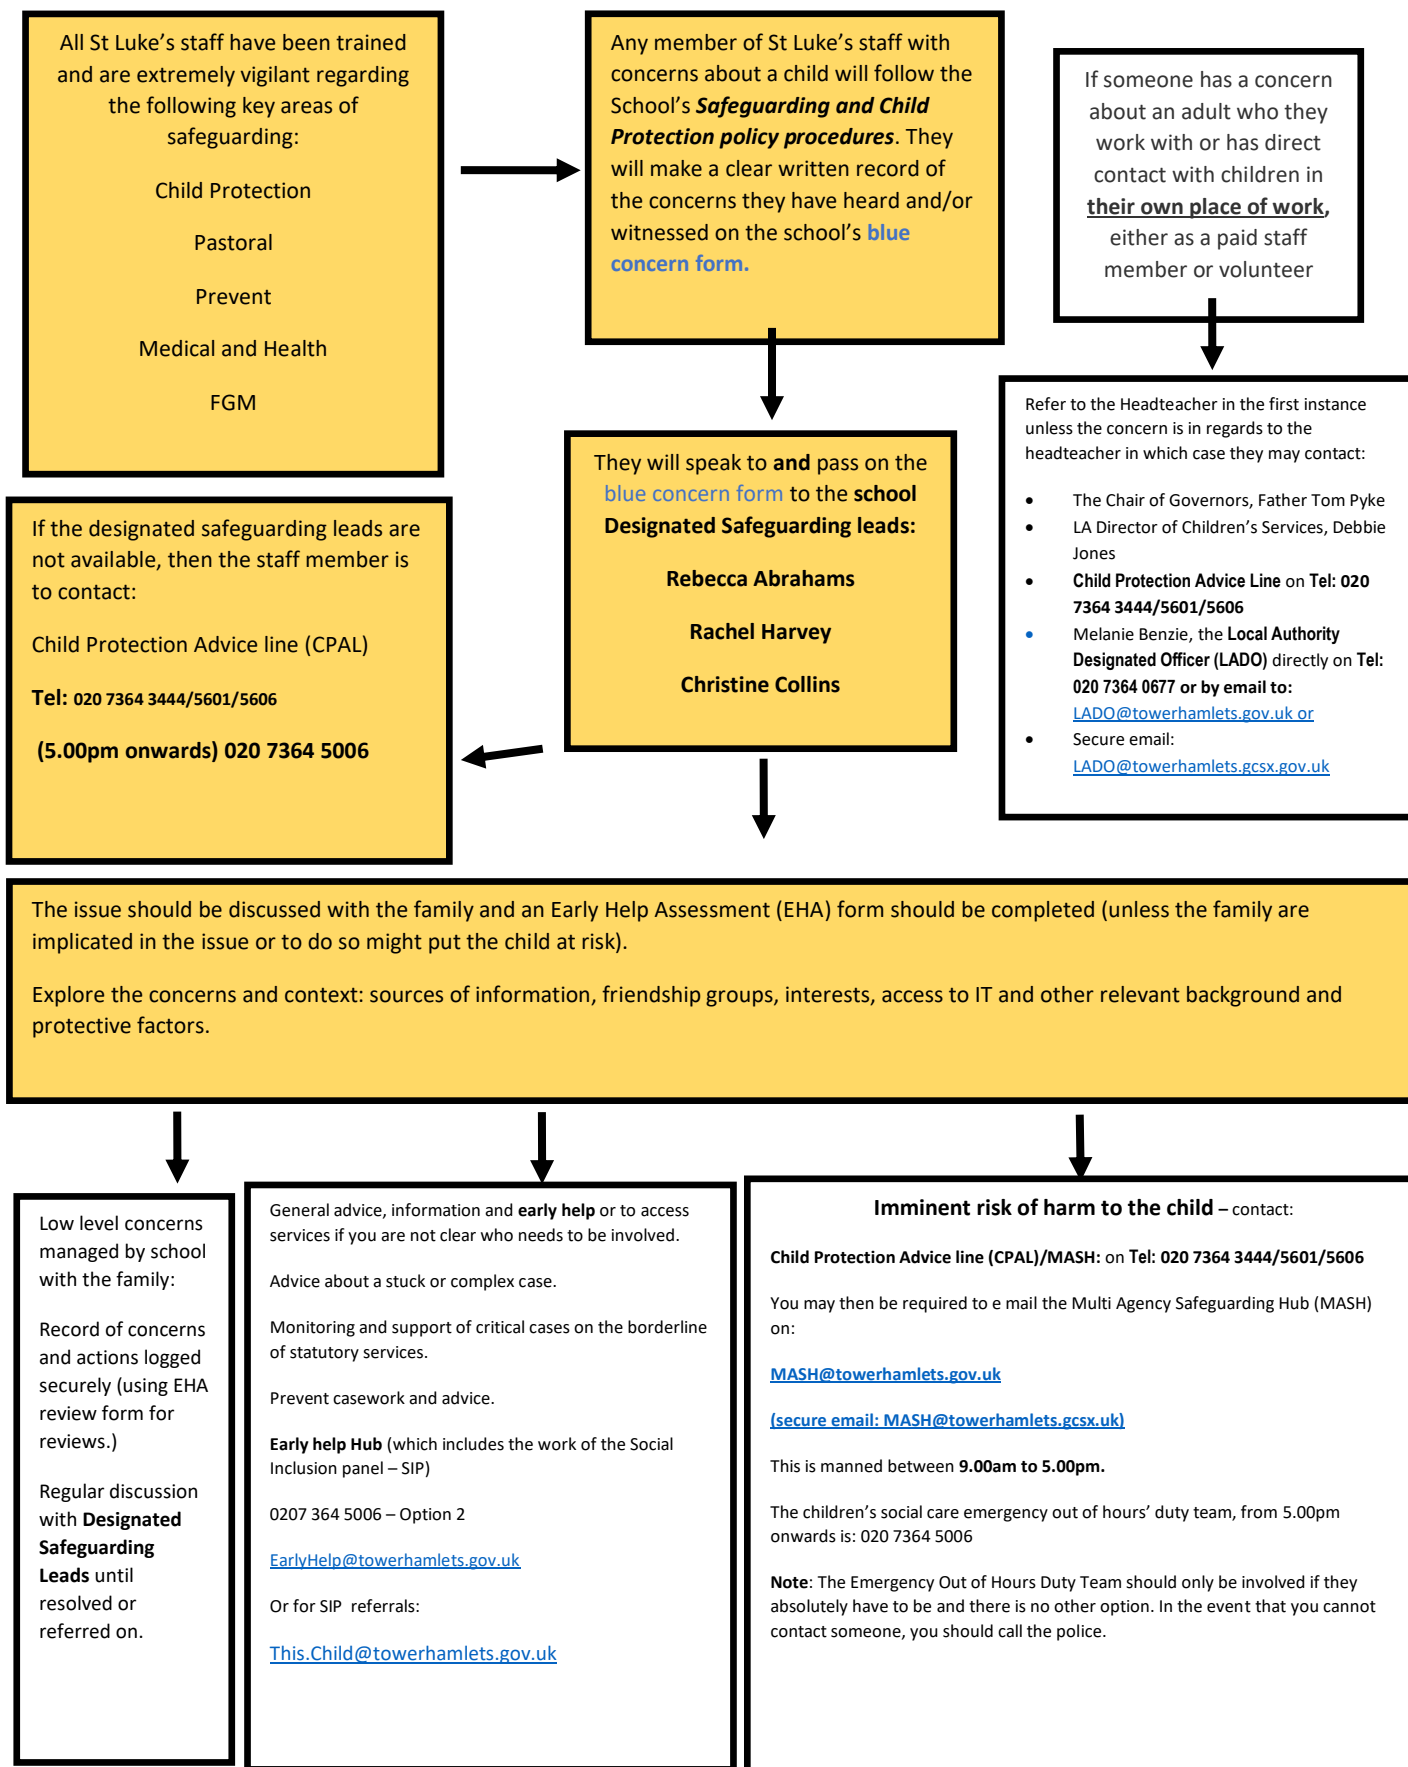 All St Luke's staff have been trained
and are extremely vigilant regarding
the following key areas of
safeguarding:
Child Protection
Pastoral
Prevent
Medical and Health
FGM
Any member of St Luke's staff with
concerns about a child will follow the
School's Safeguarding and Child
Protection policy procedures. They
will make a clear written record of
the concerns they have heard and/or
witnessed on the school's blue
concern form.
If someone has a concern
about an adult who they
work with or has direct
contact with children in
their own place of work,
either as a paid staff
member or volunteer
Refer to the Headteacher in the first instance
unless the concern is in regards to the
headteacher in which case they may contact:
• The Chair of Governors, Father Tom Pyke
• LA Director of Children's Services, Debbie
Jones
• Child Protection Advice Line on Tel: 020
7364 3444/5601/5606
• Melanie Benzie, the Local Authority
Designated Officer (LADO) directly on Tel:
020 7364 0677 or by email to:
LADO@towerhamlets.gov.uk or
• Secure email:
LADO@towerhamlets.gcsx.gov.uk
They will speak to and pass on the
blue concern form to the school
Designated Safeguarding leads:
Rebecca Abrahams
Rachel Harvey
Christine Collins
If the designated safeguarding leads are
not available, then the staff member is
to contact:
Child Protection Advice line (CPAL)
Tel: 020 7364 3444/5601/5606
(5.00pm onwards) 020 7364 5006
The issue should be discussed with the family and an Early Help Assessment (EHA) form should be completed (unless the family are
implicated in the issue or to do so might put the child at risk).
Explore the concerns and context: sources of information, friendship groups, interests, access to IT and other relevant background and
protective factors.
Low level concerns
managed by school
with the family:
Record of concerns
and actions logged
securely (using EHA
review form for
reviews.)
Regular discussion
with Designated
Safeguarding
Leads until
resolved or
referred on.
General advice, information and early help or to access
services if you are not clear who needs to be involved.
Advice about a stuck or complex case.
Monitoring and support of critical cases on the borderline
of statutory services.
Prevent casework and advice.
Early help Hub (which includes the work of the Social
Inclusion panel – SIP)
0207 364 5006 – Option 2
EarlyHelp@towerhamlets.gov.uk
Or for SIP referrals:
This.Child@towerhamlets.gov.uk
Imminent risk of harm to the child – contact:
Child Protection Advice line (CPAL)/MASH: on Tel: 020 7364 3444/5601/5606
You may then be required to e mail the Multi Agency Safeguarding Hub (MASH)
on:
MASH@towerhamlets.gov.uk
(secure email: MASH@towerhamlets.gcsx.uk)
This is manned between 9.00am to 5.00pm.
The children's social care emergency out of hours' duty team, from 5.00pm
onwards is: 020 7364 5006
Note: The Emergency Out of Hours Duty Team should only be involved if they
absolutely have to be and there is no other option. In the event that you cannot
contact someone, you should call the police.